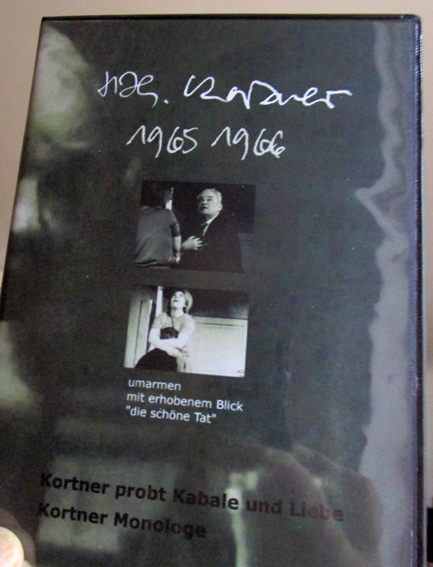 1965 1966
umarmen
mit erhobenem Blick
"die schöne Tat"
Kortner probt Kabale und Liebe
Kortner Monologe